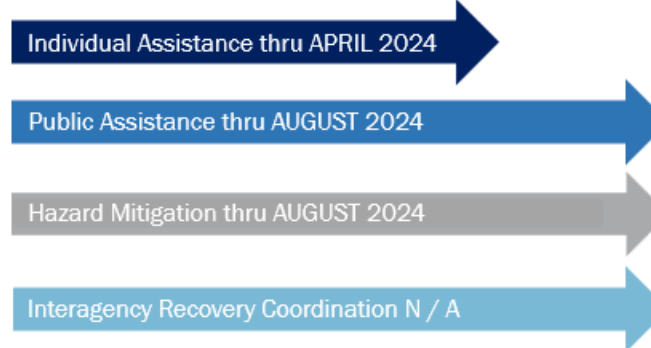 Individual Assistance thru APRIL 2024
Public Assistance thru AUGUST 2024
Hazard Mitigation thru AUGUST 2024
Interagency Recovery Coordination N / A